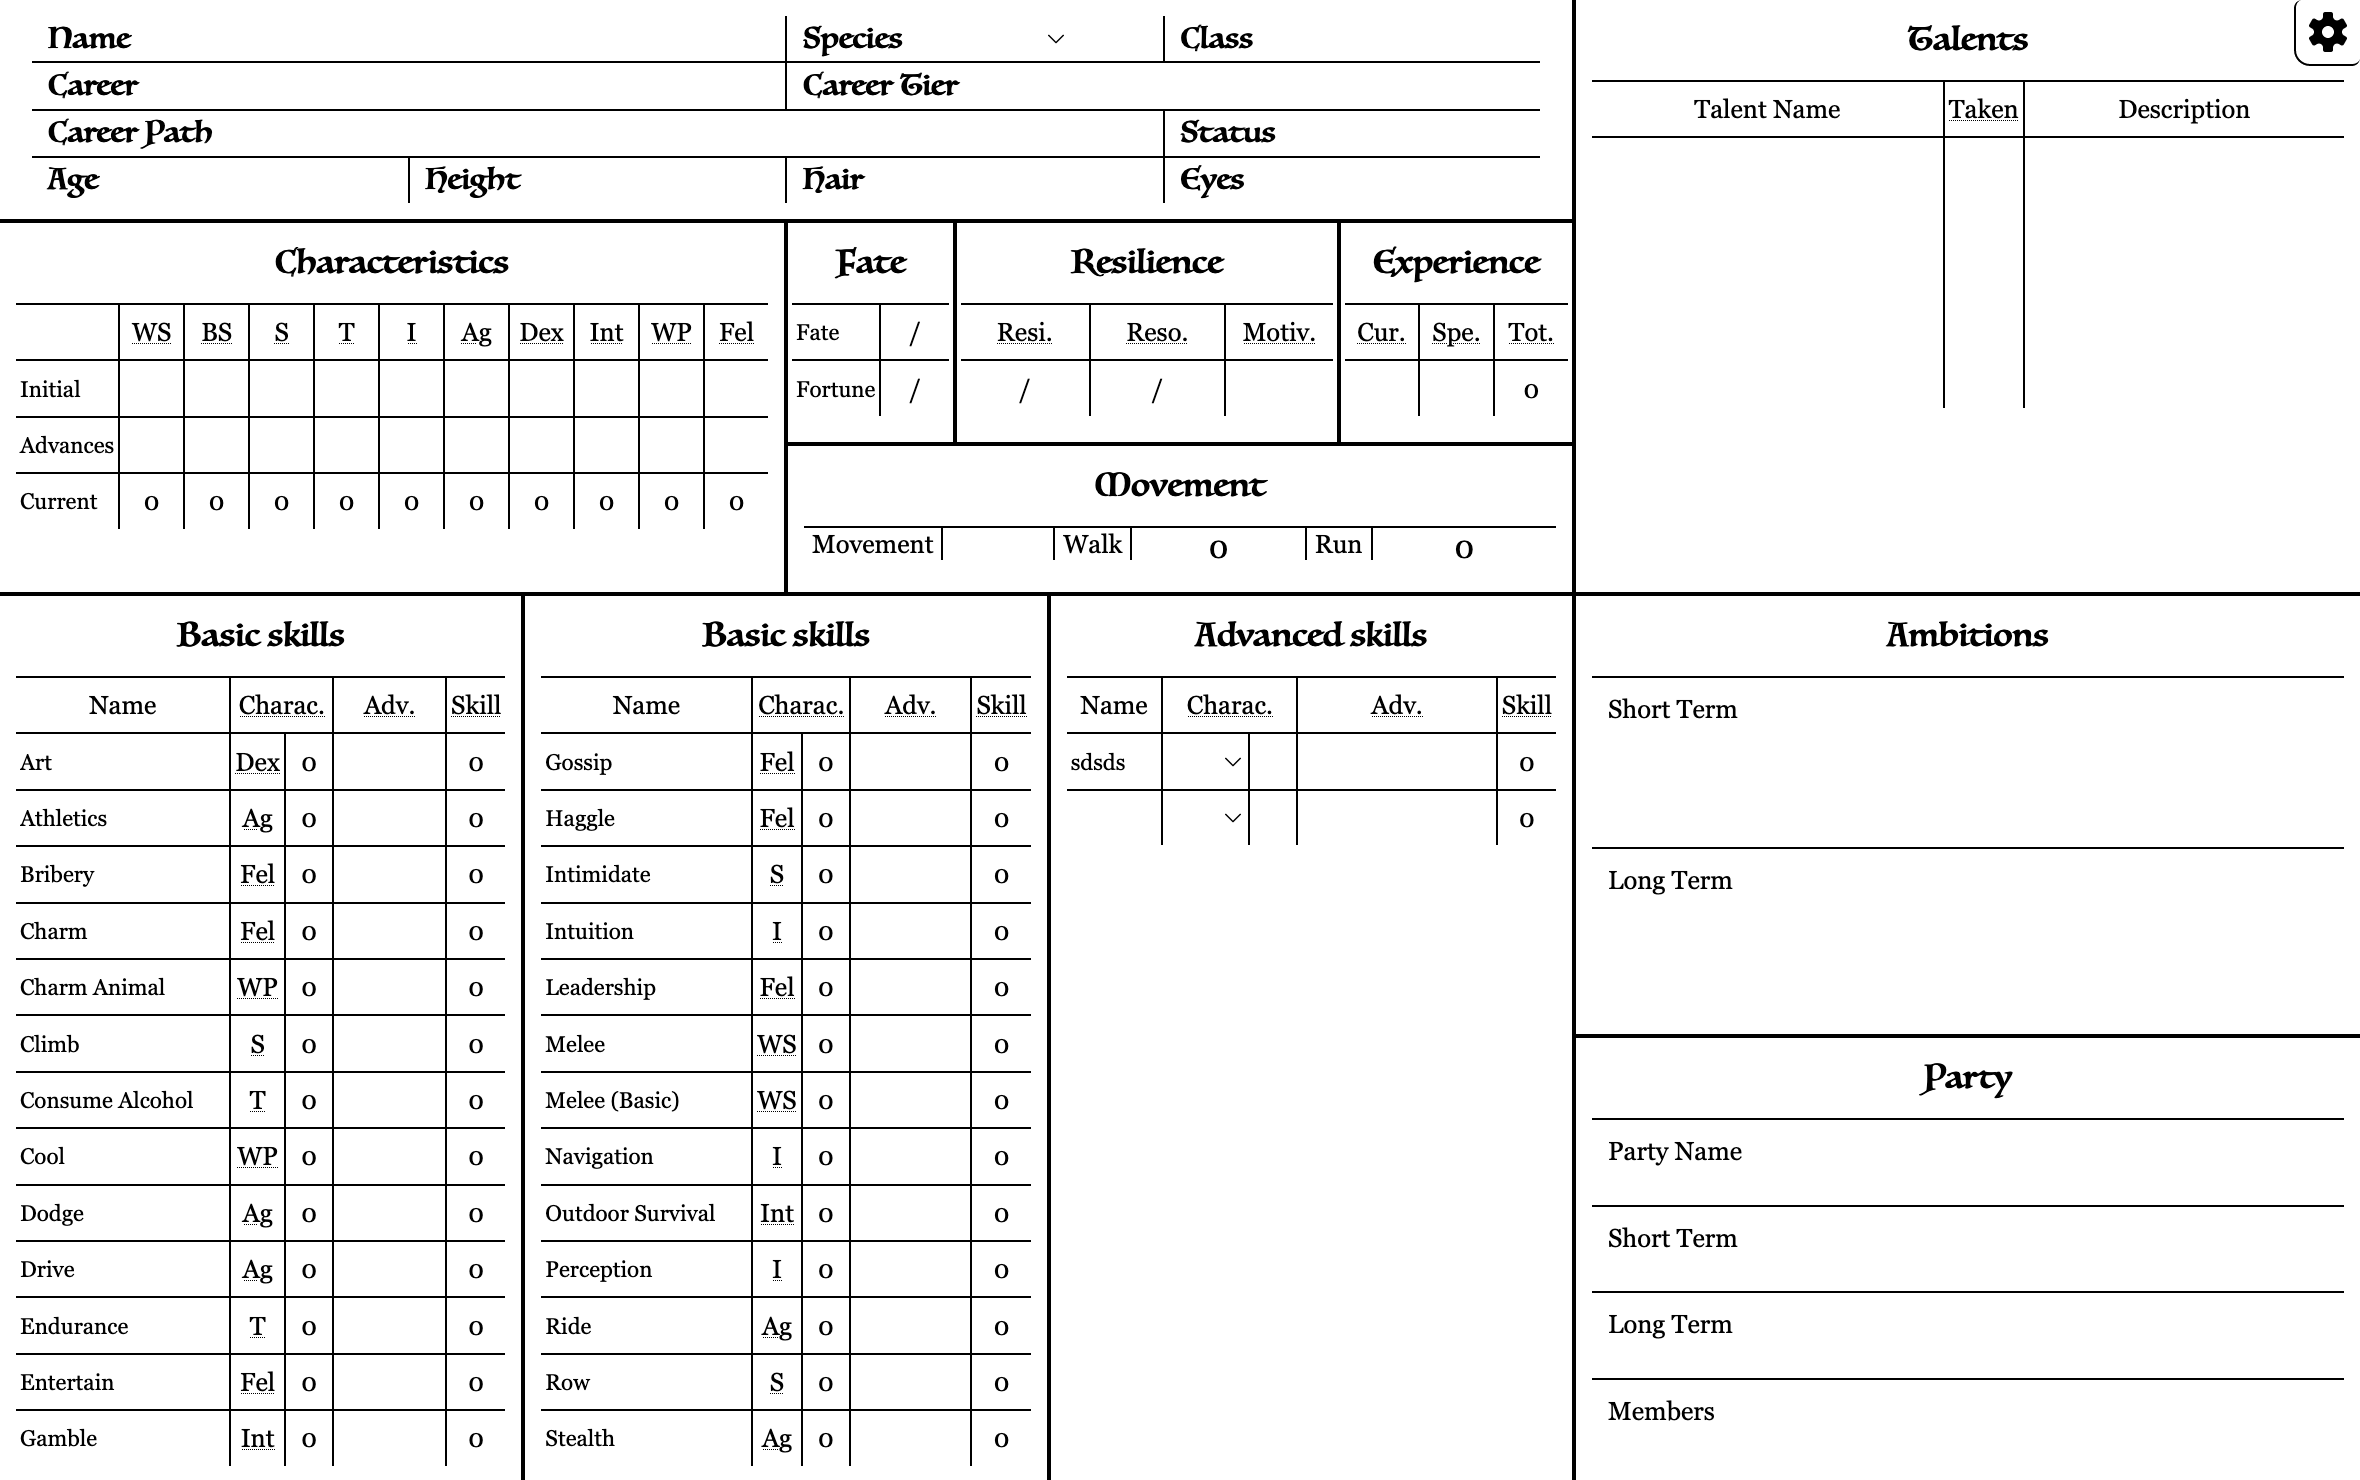 Name Species Class
Career Career Tier
Career Path Status
Age Height Hair Eyes
Characteristics
WS BS S T I Ag Dex Int WP Fel
Initial
Advances
Current 0 0 0 0 0 0 0 0 0 0
Fate
Fate /
Fortune /
Resilience
Resi. Reso. Motiv.
/ /
Experience
Cur. Spe. Tot.
0
Movement
Movement Walk 0 Run 0
Talents
Talent Name Taken Description
Basic skills
Name Charac. Adv. Skill
Art Dex 0 0
Athletics Ag 0 0
Bribery Fel 0 0
Charm Fel 0 0
Charm Animal WP 0 0
Climb S 0 0
Consume Alcohol T 0 0
Cool WP 0 0
Dodge Ag 0 0
Drive Ag 0 0
Endurance T 0 0
Entertain Fel 0 0
Gamble Int 0 0
Basic skills
Name Charac. Adv. Skill
Gossip Fel 0 0
Haggle Fel 0 0
Intimidate S 0 0
Intuition I 0 0
Leadership Fel 0 0
Melee WS 0 0
Melee (Basic) WS 0 0
Navigation I 0 0
Outdoor Survival Int 0 0
Perception I 0 0
Ride Ag 0 0
Row S 0 0
Stealth Ag 0 0
Advanced skills
Name Charac. Adv. Skill
sdsds 0
0
Ambitions
Short Term
Long Term
Party
Party Name
Short Term
Long Term
Members